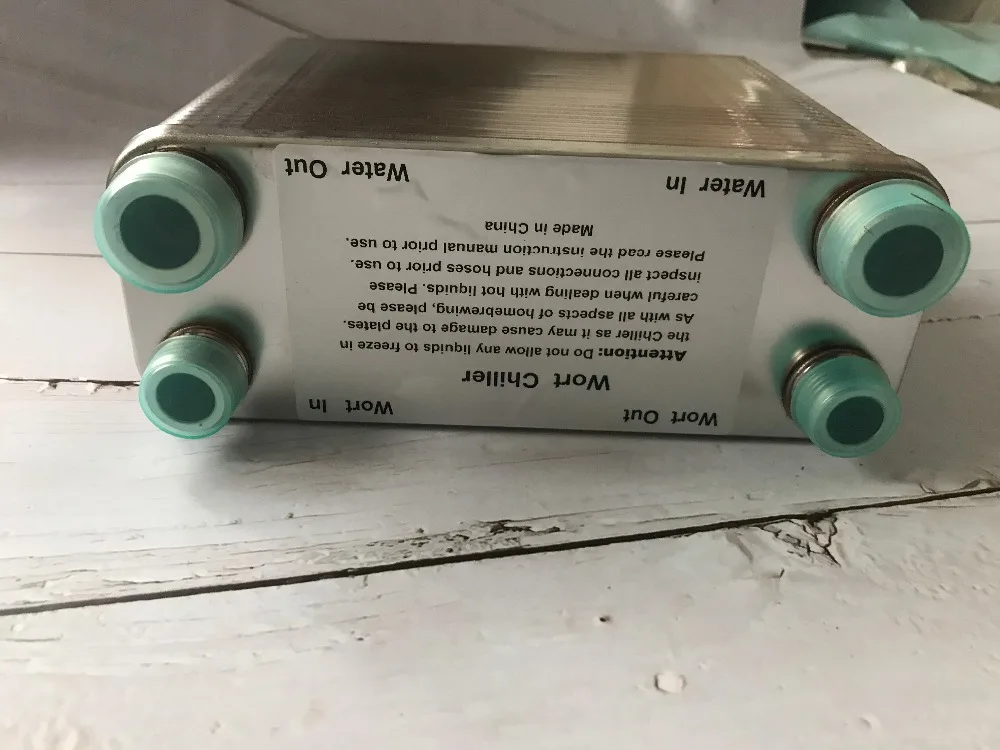 Wort Out Wort In
Wort Chiller
Attention: Do not allow any liquids to freeze in
the Chiller as it may cause damage to the plates.
As with all aspects of homebrewing, please be
careful when dealing with hot liquids. Please
inspect all connections and hoses prior to use.
Please read the instruction manual prior to use.
Made in China
Water In Water Out